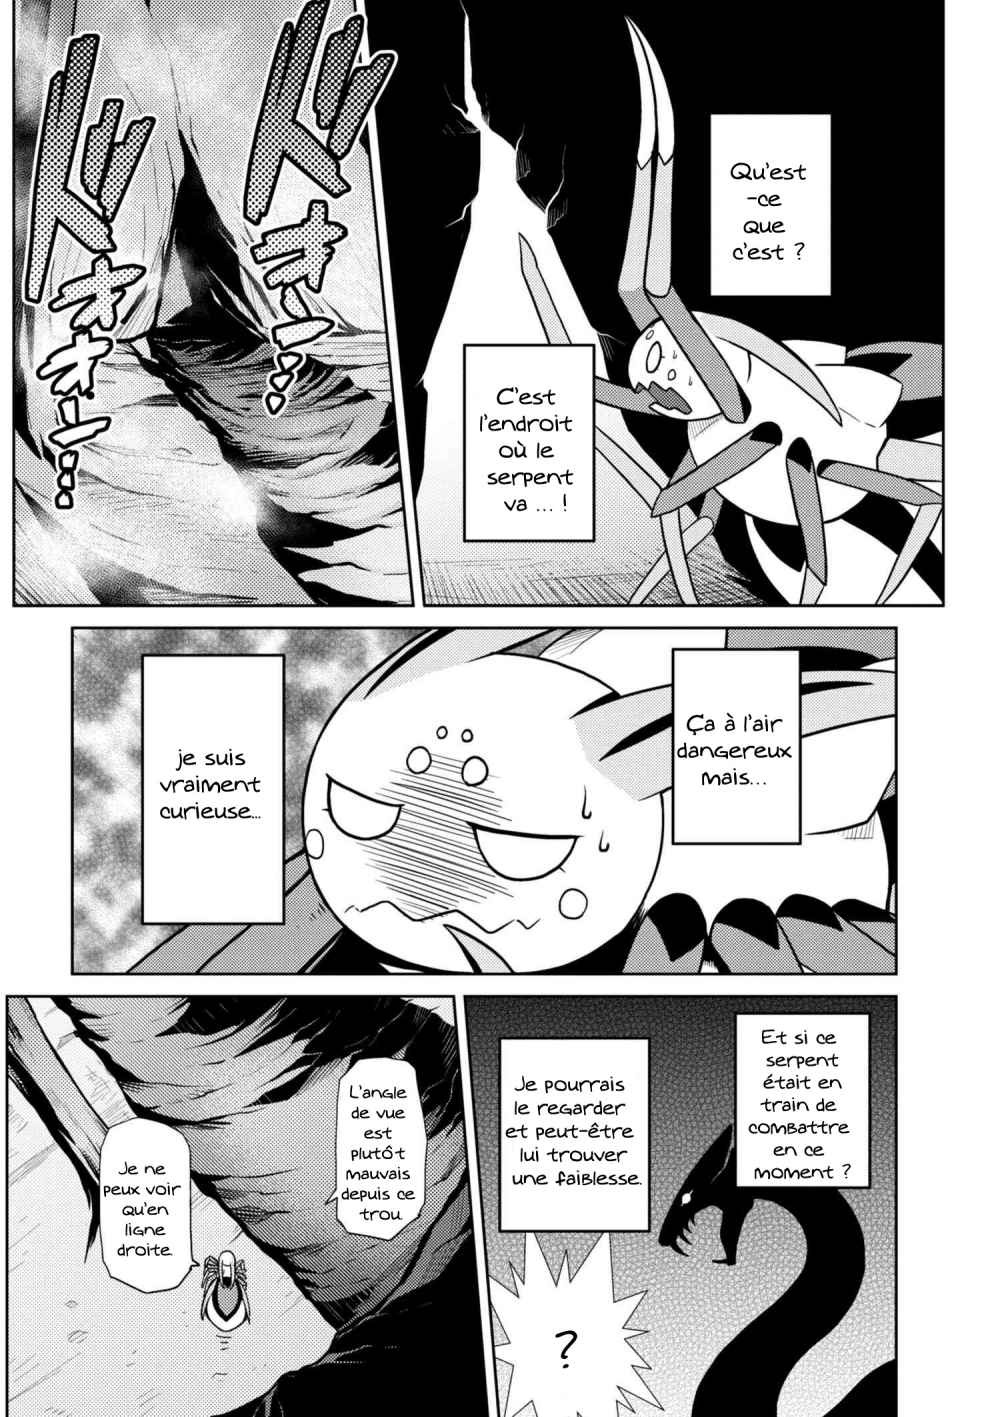 Qu'est
-ce
que
c'est ?
C'est
l'endroit
où le
serpent
va ... !
ドドォォー…
ドォォー…
Ça à l'air
dangereux
mais...
je suis
vraiment
curieuse...
Et si ce
serpent
était en
train de
combattre
en ce
moment ?
Je pourrais
le regarder
et peut-être
lui trouver
une faiblesse.
?
L'angle
de vue
est
plutôt
mauvais
depuis ce
trou.
Je ne
peux voir
qu'en
ligne
droite.